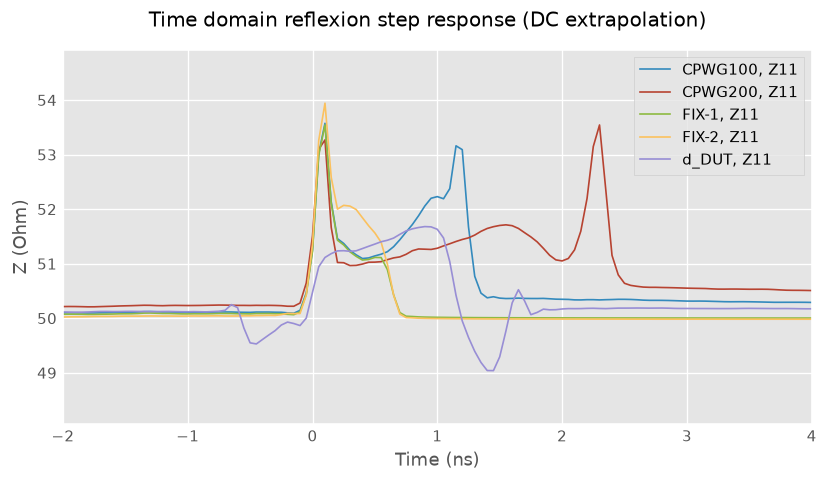 Time domain reflexion step response (DC extrapolation)
CPWG100, Z11
CPWG200, Z11
FIX-1, Z11
FIX-2, Z11
d_DUT, Z11
Z (Ohm)
54
53
52
51
50
49
−2 −1 0 1 2 3 4
Time (ns)